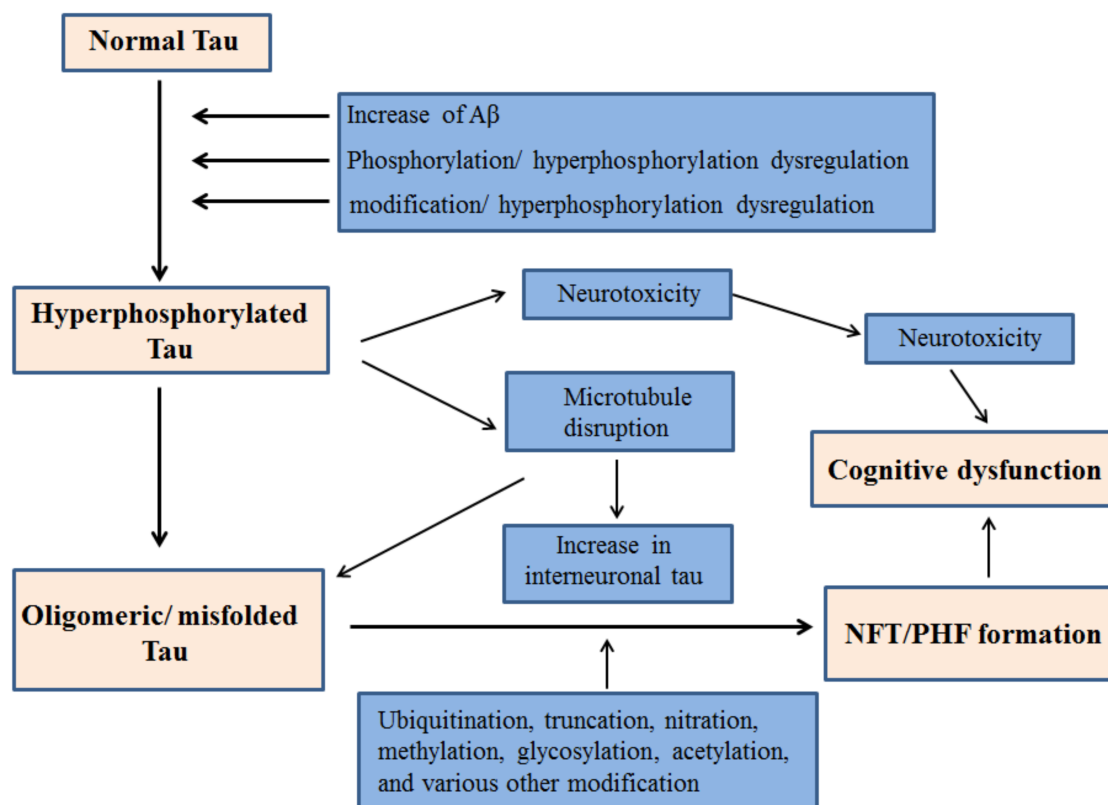 Normal Tau
Increase of Aβ
Phosphorylation/ hyperphosphorylation dysregulation
modification/ hyperphosphorylation dysregulation
Hyperphosphorylated
Tau
Neurotoxicity
Neurotoxicity
Microtubule
disruption
Cognitive dysfunction
Increase in
interneuronal tau
Oligomeric/ misfolded
Tau
NFT/PHF formation
Ubiquitination, truncation, nitration,
methylation, glycosylation, acetylation,
and various other modification